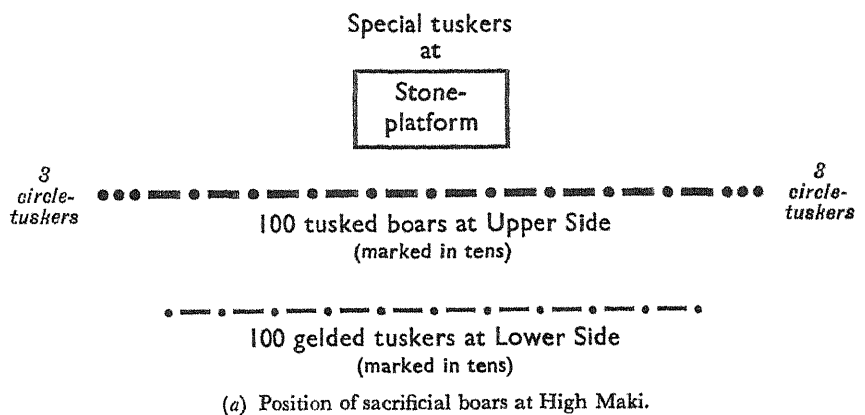 Special tuskers
at
Stone-
platform
3
circle-
tuskers
3
circle-
tuskers
100 tusked boars at Upper Side
(marked in tens)
100 gelded tuskers at Lower Side
(marked in tens)
(a) Position of sacrificial boars at High Maki.